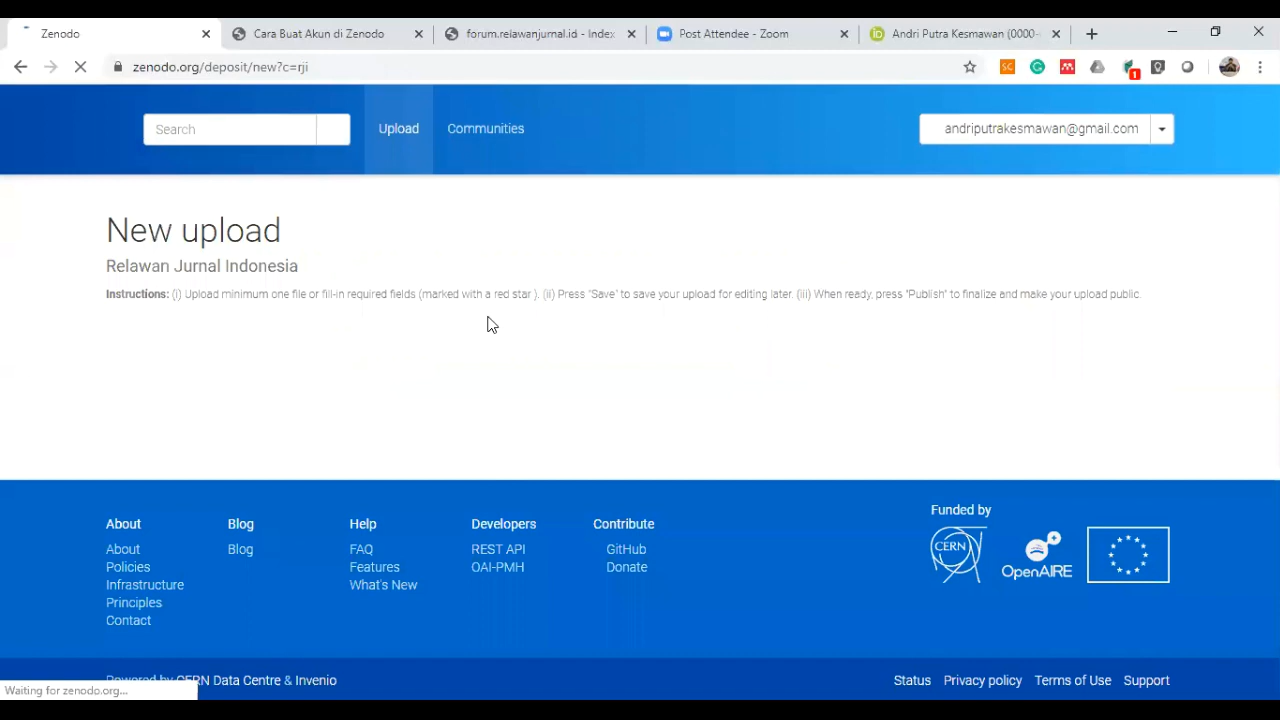 Zenodo
Cara Buat Akun di Zenodo
forum.relawanjurnal.id - Index
Post Attendee - Zoom
Andri Putra Kesmawan (0000-
zenodo.org/deposit/new?c=rji
SC
1
Search
Upload
Communities
andriputrakesmawan@gmail.com
New upload
Relawan Jurnal Indonesia
Instructions: (i) Upload minimum one file or fill-in required fields (marked with a red star ). (ii) Press "Save" to save your upload for editing later. (iii) When ready, press "Publish" to finalize and make your upload public.
About
About
Policies
Infrastructure
Principles
Contact
Blog
Blog
Help
FAQ
Features
What's New
Developers
REST API
OAI-PMH
Contribute
GitHub
Donate
Funded by
CERN
OpenAIRE
Powered by CERN Data Centre & Invenio
Waiting for zenodo.org...
Status
Privacy policy
Terms of Use
Support